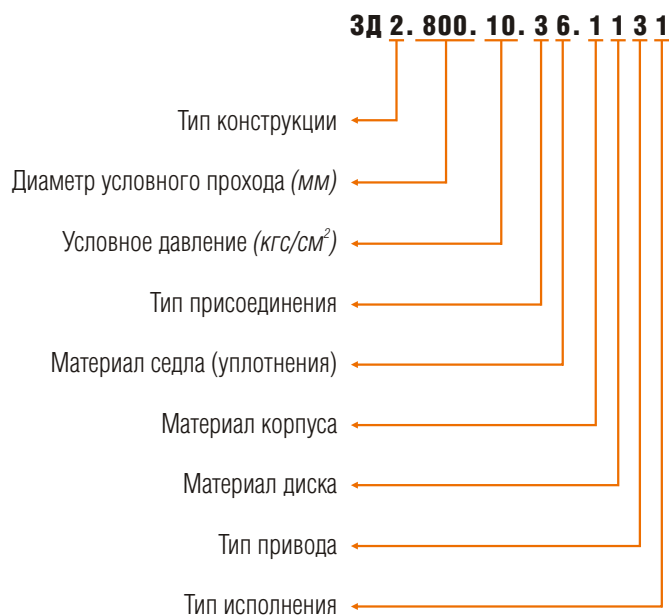 ЗД 2. 800. 10. 3 6. 1 1 3 1
Тип конструкции
Диаметр условного прохода (мм)
Условное давление (кгс/см²)
Тип присоединения
Материал седла (уплотнения)
Материал корпуса
Материал диска
Тип привода
Тип исполнения